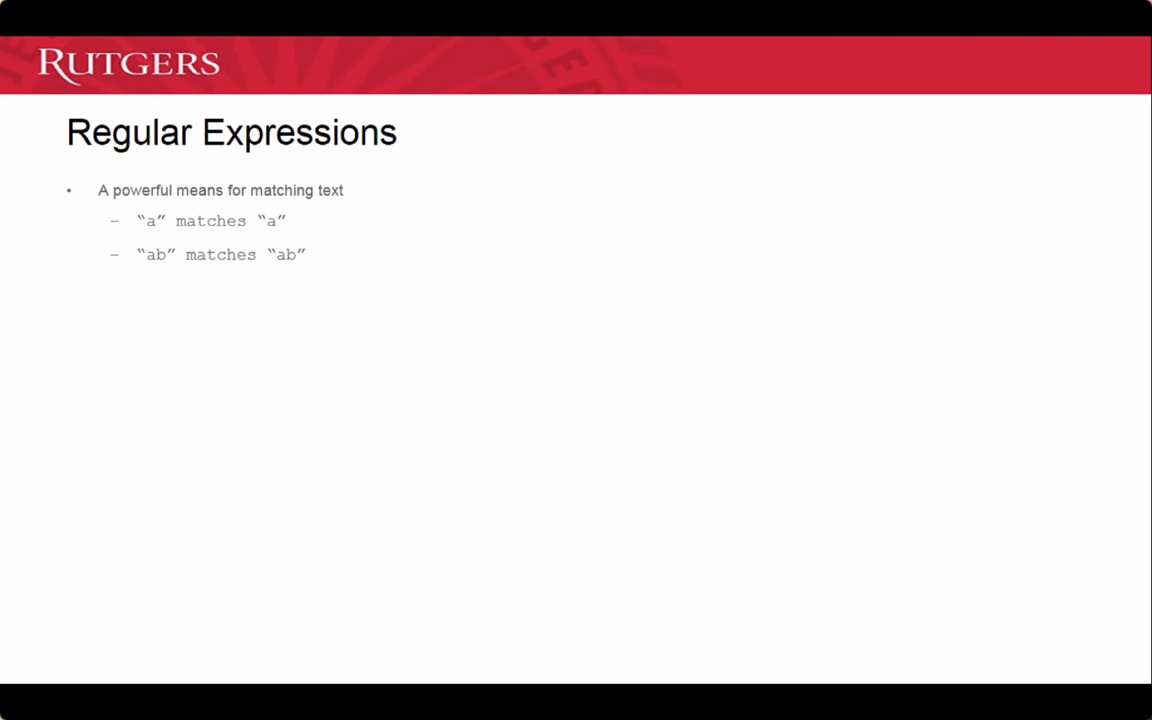 RUTGERS
Regular Expressions
• A powerful means for matching text
– “a” matches “a”
– “ab” matches “ab”